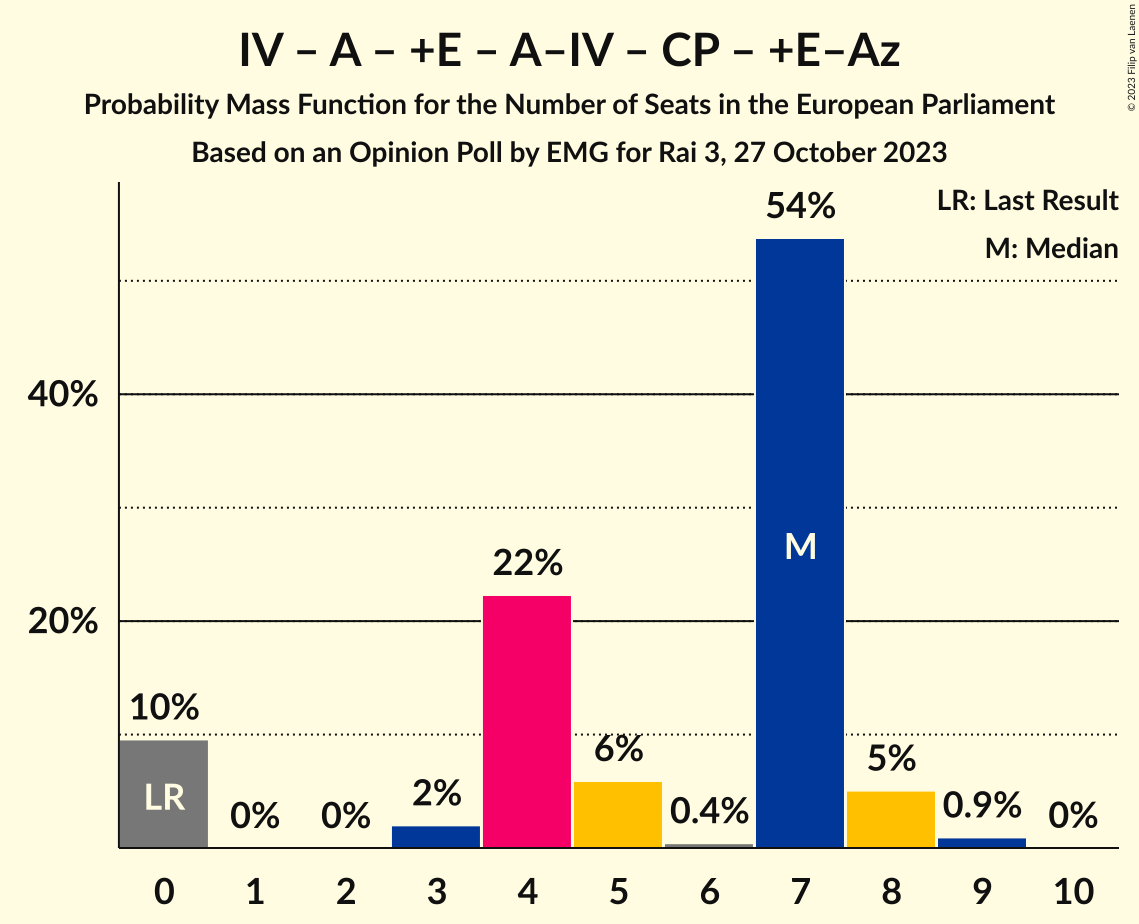 IV – A – +E – A–IV – CP – +E–Az
Probability Mass Function for the Number of Seats in the European Parliament
Based on an Opinion Poll by EMG for Rai 3, 27 October 2023
© 2023 Filip van Laenen
LR: Last Result
M: Median
54%
40%
M
22%
20%
10%
6%
5%
2%
0.9%
0.4%
LR
0%
0%
0%
0 1 2 3 4 5 6 7 8 9 10